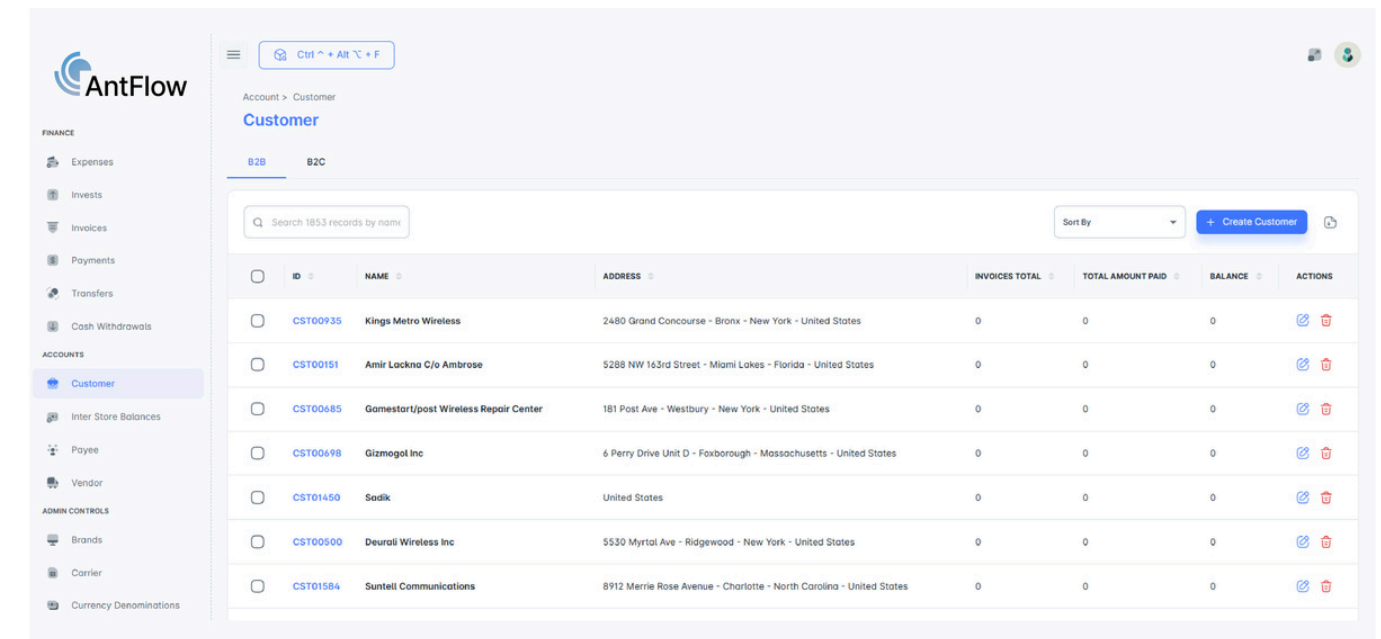 AntFlow
Ctrl ^ + Alt ⌥ + F
Account > Customer
Customer
FINANCE
Expenses
Invests
Invoices
Payments
Transfers
Cash Withdrawals
ACCOUNTS
Customer
Inter Store Balances
Payee
Vendor
ADMIN CONTROLS
Brands
Carrier
Currency Denominations
B2B B2C
Search 1853 records by name
Sort By
+ Create Customer
ID NAME ADDRESS INVOICES TOTAL TOTAL AMOUNT PAID BALANCE ACTIONS
CST00935 Kings Metro Wireless 2480 Grand Concourse - Bronx - New York - United States 0 0 0
CST00151 Amir Lackna C/o Ambrose 5288 NW 163rd Street - Miami Lakes - Florida - United States 0 0 0
CST00685 Gamestart/post Wireless Repair Center 181 Post Ave - Westbury - New York - United States 0 0 0
CST00698 Gizmogol Inc 6 Perry Drive Unit D - Foxborough - Massachusetts - United States 0 0 0
CST01450 Sadik United States 0 0 0
CST00500 Deurali Wireless Inc 5530 Myrtal Ave - Ridgewood - New York - United States 0 0 0
CST01584 Suntell Communications 8912 Merrie Rose Avenue - Charlotte - North Carolina - United States 0 0 0